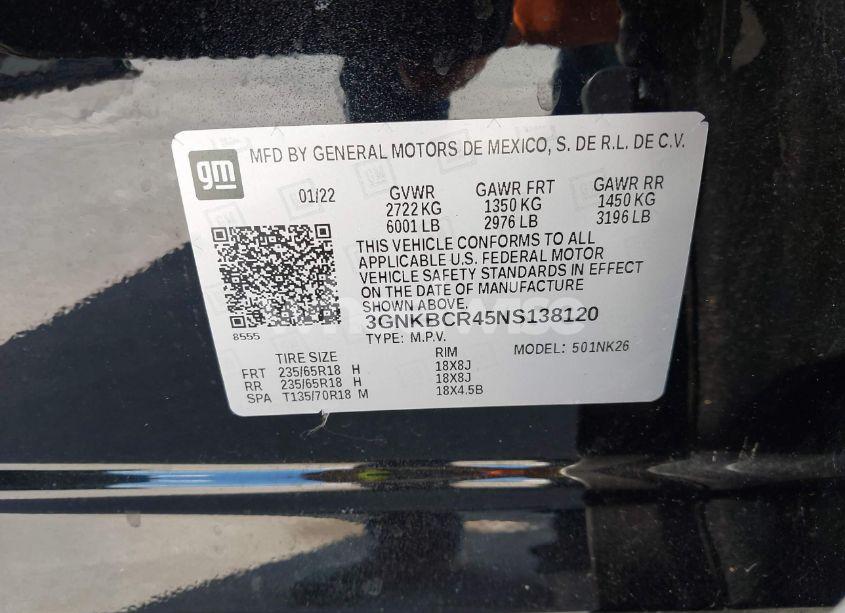 gm
MFD BY GENERAL MOTORS DE MEXICO, S. DE R.L. DE C.V.
01/22
GVWR GAWR FRT GAWR RR
2722 KG 1350 KG 1450 KG
6001 LB 2976 LB 3196 LB
THIS VEHICLE CONFORMS TO ALL
APPLICABLE U.S. FEDERAL MOTOR
VEHICLE SAFETY STANDARDS IN EFFECT
ON THE DATE OF MANUFACTURE
SHOWN ABOVE.
3GNKBCR45NS138120
8555
TYPE: M.P.V. MODEL: 501NK26
TIRE SIZE RIM
FRT 235/65R18 H 18X8J
RR 235/65R18 H 18X8J
SPA T135/70R18 M 18X4.5B